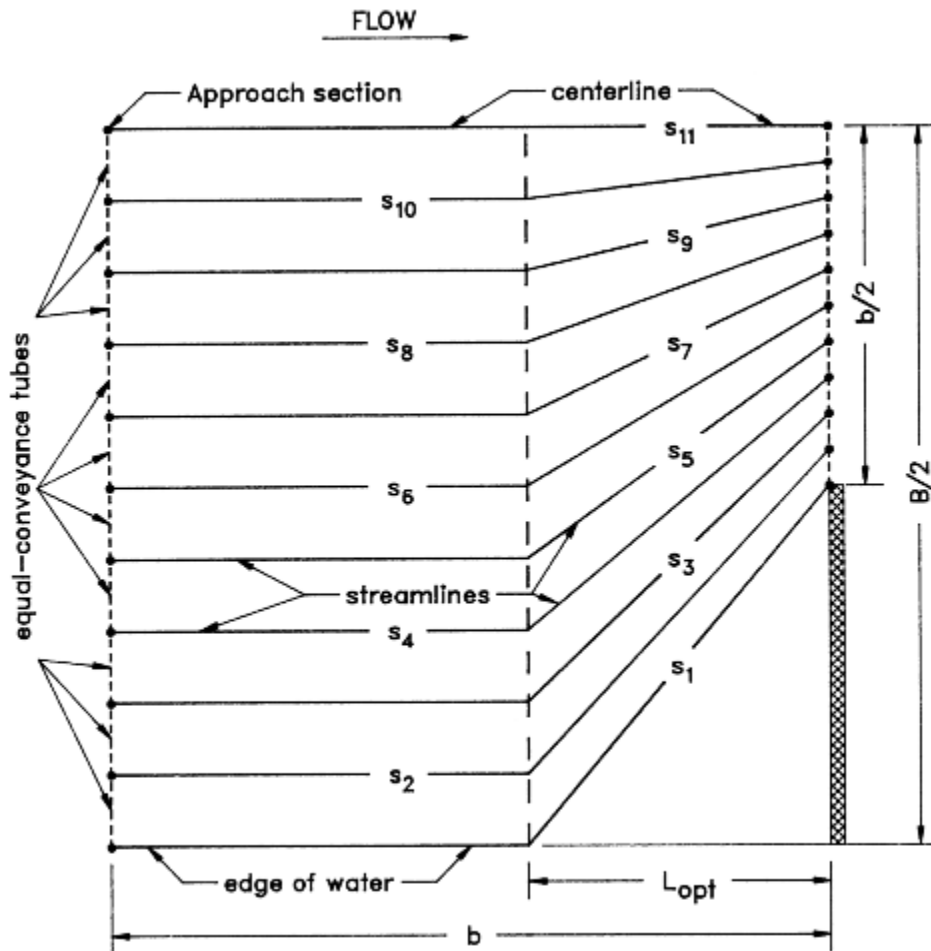 FLOW
Approach section
centerline
s11
s10
s9
s8
s7
s6
s5
s4
s3
s2
s1
equal-conveyance tubes
streamlines
edge of water
b/2
B/2
Lopt
b